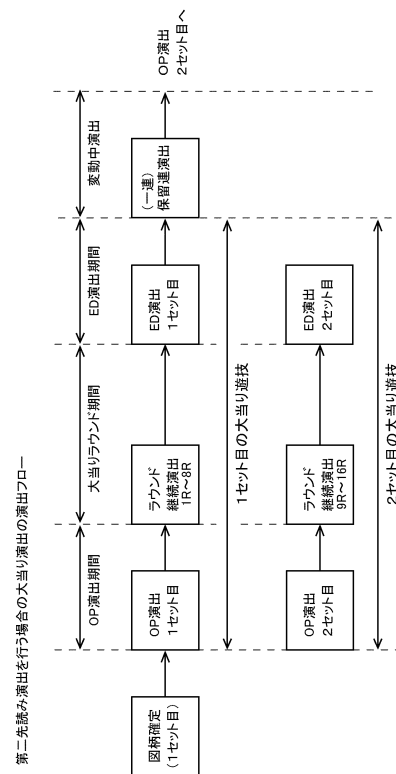 第二先読み演出を行う場合の大当り演出の演出フロー
OP演出期間
大当りラウンド期間
ED演出期間
変動中演出
図柄確定
(1セット目)
OP演出
1セット目
ラウンド
継続演出
1R～8R
ED演出
1セット目
(一連)
保留連演出
OP演出
2セット目へ
1セット目の大当り遊技
OP演出
2セット目
ラウンド
継続演出
9R～16R
ED演出
2セット目
2セット目の大当り遊技